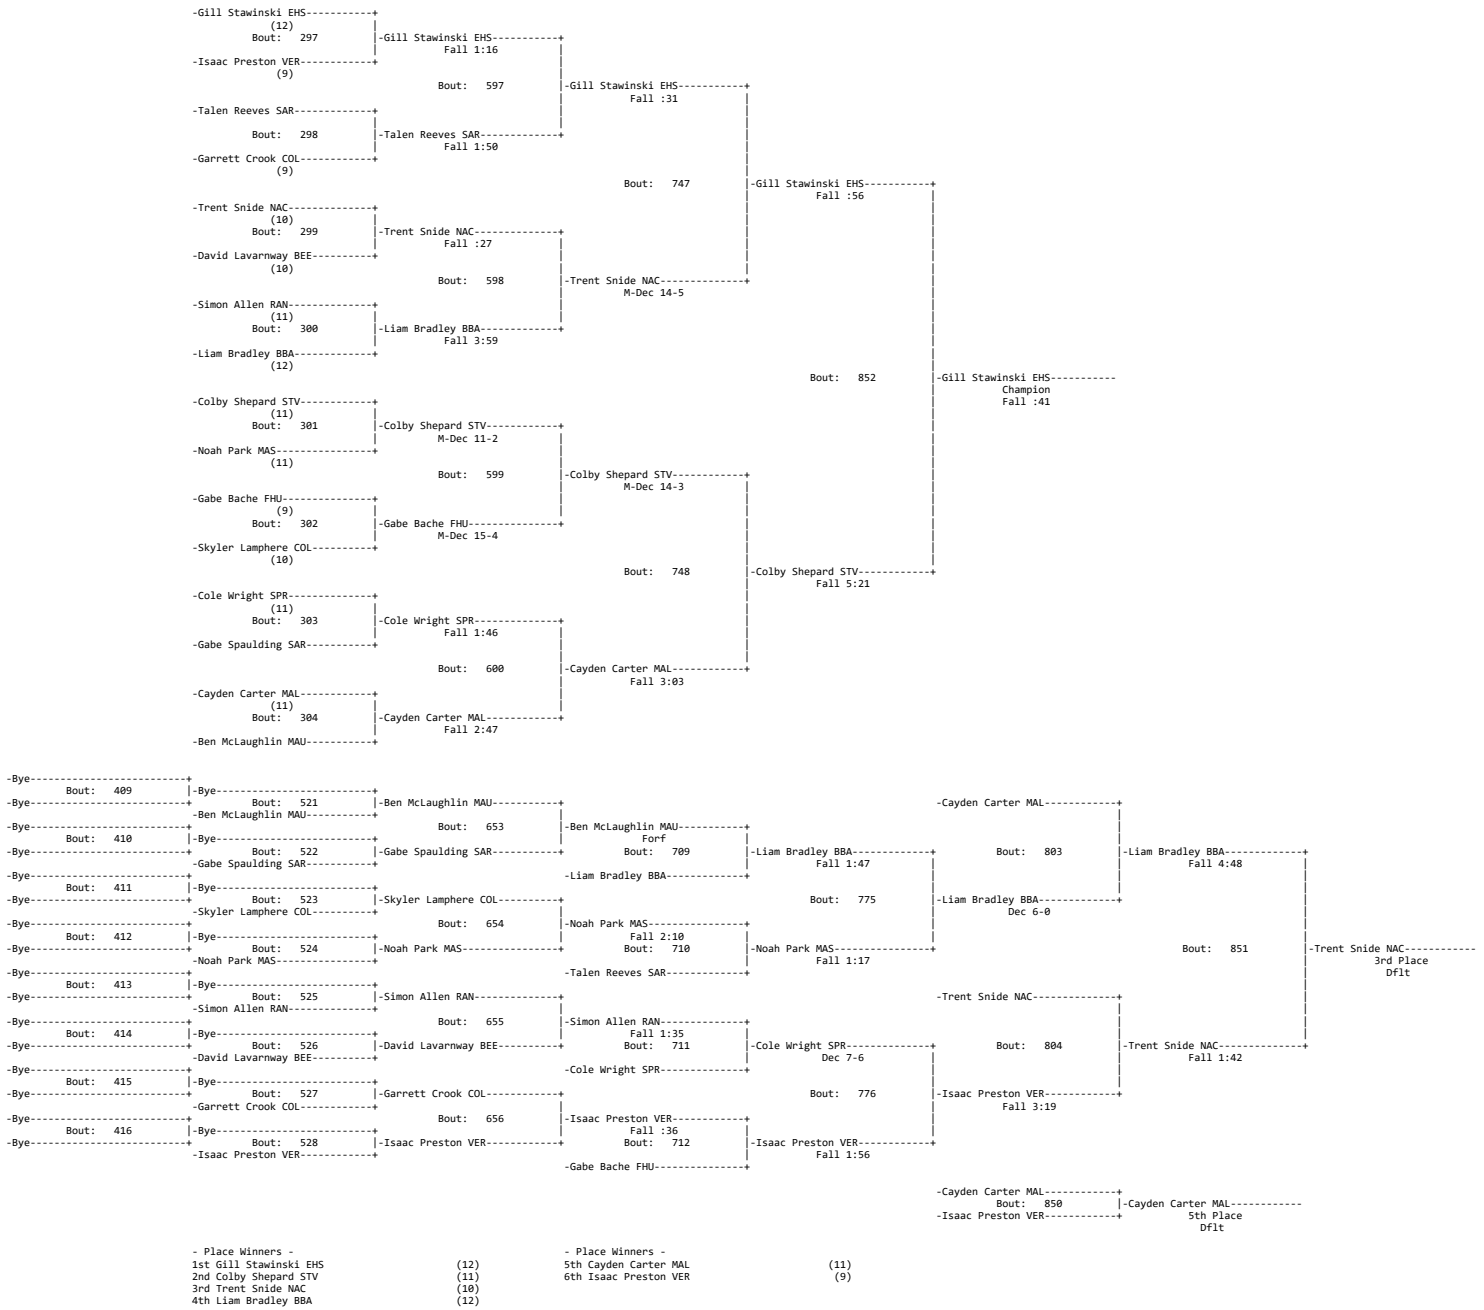 -Gill Stawinski EHS-----------+
(12) |
Bout: 297 |-Gill Stawinski EHS-----------+
| Fall 1:16 |
-Isaac Preston VER------------+ |
(9) |
Bout: 597 |-Gill Stawinski EHS-----------+
| Fall :31 |
-Talen Reeves SAR-------------+ | |
| | |
Bout: 298 |-Talen Reeves SAR-------------+ |
| Fall 1:50 |
-Garrett Crook COL------------+ |
(9) |
Bout: 747 |-Gill Stawinski EHS-----------+
| Fall :56 |
-Trent Snide NAC--------------+ | |
(10) | | |
Bout: 299 |-Trent Snide NAC--------------+ | |
| Fall :27 | | |
-David Lavarnway BEE----------+ | | |
(10) | | |
Bout: 598 |-Trent Snide NAC--------------+ |
| M-Dec 14-5 |
-Simon Allen RAN--------------+ | |
(11) | | |
Bout: 300 |-Liam Bradley BBA-------------+ |
| Fall 3:59 |
-Liam Bradley BBA-------------+ |
(12) |
Bout: 852 |-Gill Stawinski EHS-----------
| Champion
-Colby Shepard STV------------+ | Fall :41
(11) | |
Bout: 301 |-Colby Shepard STV------------+ |
| M-Dec 11-2 | |
-Noah Park MAS----------------+ | |
(11) | |
Bout: 599 |-Colby Shepard STV------------+ |
| M-Dec 14-3 | |
-Gabe Bache FHU---------------+ | | |
(9) | | | |
Bout: 302 |-Gabe Bache FHU---------------+ | |
| M-Dec 15-4 | |
-Skyler Lamphere COL----------+ | |
(10) | |
Bout: 748 |-Colby Shepard STV------------+
| Fall 5:21
-Cole Wright SPR--------------+ |
(11) | |
Bout: 303 |-Cole Wright SPR--------------+ |
| Fall 1:46 | |
-Gabe Spaulding SAR-----------+ | |
| |
Bout: 600 |-Cayden Carter MAL------------+
| Fall 3:03
-Cayden Carter MAL------------+ |
(11) | |
Bout: 304 |-Cayden Carter MAL------------+
| Fall 2:47
-Ben McLaughlin MAU-----------+
-Bye--------------------------+
Bout: 409 |-Bye--------------------------+
-Bye--------------------------+ Bout: 521 |-Ben McLaughlin MAU-----------+ -Cayden Carter MAL------------+
-Ben McLaughlin MAU-----------+ | |
-Bye--------------------------+ Bout: 653 |-Ben McLaughlin MAU-----------+ |
Bout: 410 |-Bye--------------------------+ | Forf | |
-Bye--------------------------+ Bout: 522 |-Gabe Spaulding SAR-----------+ Bout: 709 |-Liam Bradley BBA-------------+ Bout: 803 |-Liam Bradley BBA-------------+
-Gabe Spaulding SAR-----------+ | Fall 1:47 | | Fall 4:48 |
-Bye--------------------------+ -Liam Bradley BBA-------------+ | | |
Bout: 411 |-Bye--------------------------+ | | |
-Bye--------------------------+ Bout: 523 |-Skyler Lamphere COL----------+ Bout: 775 |-Liam Bradley BBA-------------+ |
-Skyler Lamphere COL----------+ | | Dec 6-0 |
-Bye--------------------------+ Bout: 654 |-Noah Park MAS----------------+ | |
Bout: 412 |-Bye--------------------------+ | Fall 2:10 | | |
-Bye--------------------------+ Bout: 524 |-Noah Park MAS----------------+ Bout: 710 |-Noah Park MAS----------------+ Bout: 851 |-Trent Snide NAC------------
-Noah Park MAS----------------+ | Fall 1:17 | 3rd Place
-Bye--------------------------+ -Talen Reeves SAR-------------+ | Dflt
Bout: 413 |-Bye--------------------------+ |
-Bye--------------------------+ Bout: 525 |-Simon Allen RAN--------------+ -Trent Snide NAC--------------+ |
-Simon Allen RAN--------------+ | | |
-Bye--------------------------+ Bout: 655 |-Simon Allen RAN--------------+ | |
Bout: 414 |-Bye--------------------------+ | Fall 1:35 | | |
-Bye--------------------------+ Bout: 526 |-David Lavarnway BEE----------+ Bout: 711 |-Cole Wright SPR--------------+ Bout: 804 |-Trent Snide NAC--------------+
-David Lavarnway BEE----------+ | Dec 7-6 | | Fall 1:42
-Bye--------------------------+ -Cole Wright SPR--------------+ | |
Bout: 415 |-Bye--------------------------+ | |
-Bye--------------------------+ Bout: 527 |-Garrett Crook COL------------+ Bout: 776 |-Isaac Preston VER------------+
-Garrett Crook COL------------+ | | Fall 3:19
-Bye--------------------------+ Bout: 656 |-Isaac Preston VER------------+ |
Bout: 416 |-Bye--------------------------+ | Fall :36 | |
-Bye--------------------------+ Bout: 528 |-Isaac Preston VER------------+ Bout: 712 |-Isaac Preston VER------------+
-Isaac Preston VER------------+ | Fall 1:56
-Gabe Bache FHU---------------+
-Cayden Carter MAL------------+
Bout: 850 |-Cayden Carter MAL------------
-Isaac Preston VER------------+ 5th Place
Dflt
- Place Winners - - Place Winners -
1st Gill Stawinski EHS (12) 5th Cayden Carter MAL (11)
2nd Colby Shepard STV (11) 6th Isaac Preston VER (9)
3rd Trent Snide NAC (10)
4th Liam Bradley BBA (12)